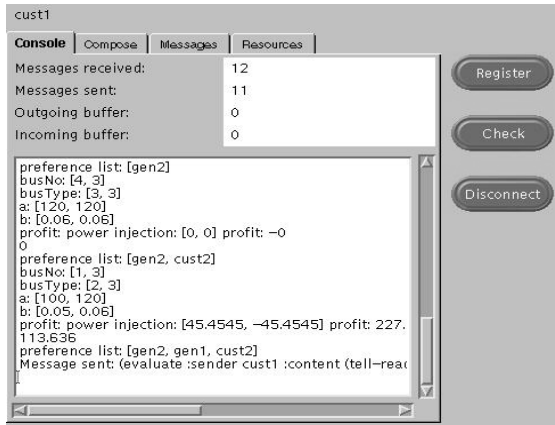 cust1
Console Compose Messages Resources
Messages received: 12
Messages sent: 11
Outgoing buffer: 0
Incoming buffer: 0
Register
Check
Disconnect
preference list: [gen2]
busNo: [4, 3]
busType: [3, 3]
a: [120, 120]
b: [0.06, 0.06]
profit: power injection: [0, 0] profit: −0
0
preference list: [gen2, cust2]
busNo: [1, 3]
busType: [2, 3]
a: [100, 120]
b: [0.05, 0.06]
profit: power injection: [45.4545, −45.4545] profit: 227.
113.636
preference list: [gen2, gen1, cust2]
Message sent: (evaluate :sender cust1 :content (tell−read